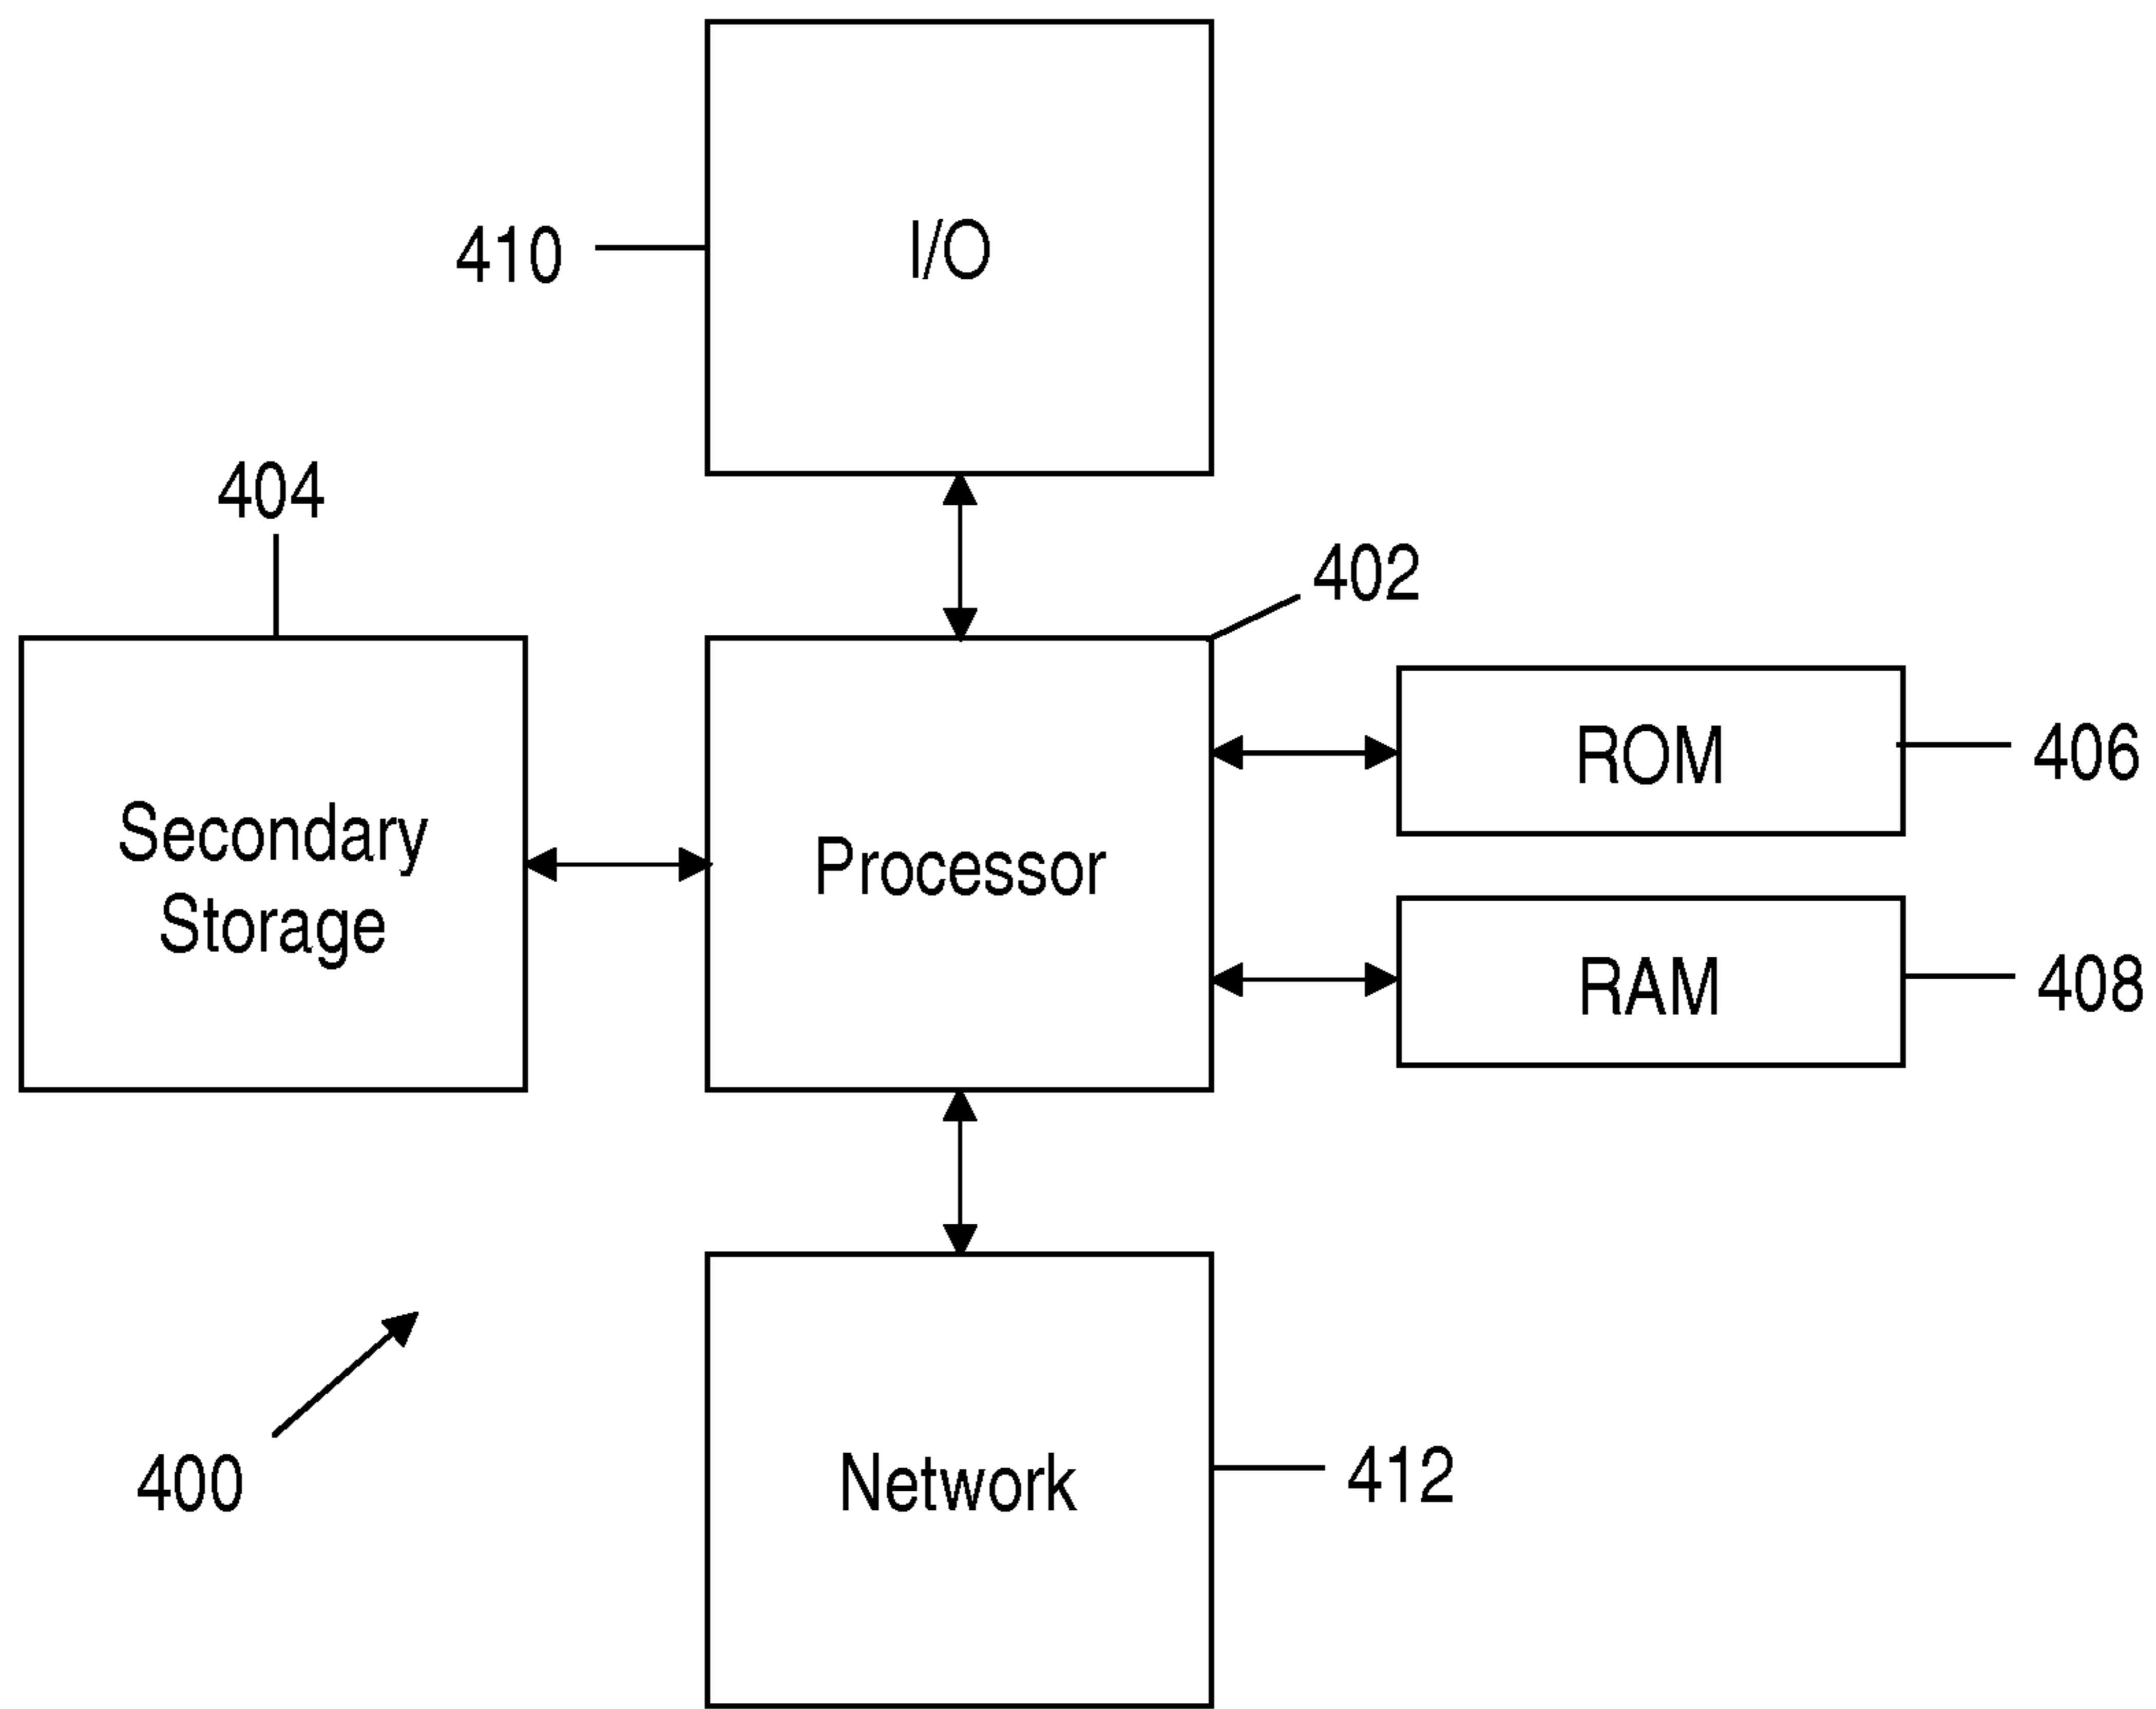 I/O
410
404
402
ROM
406
Secondary
Storage
Processor
RAM
408
400
Network
412